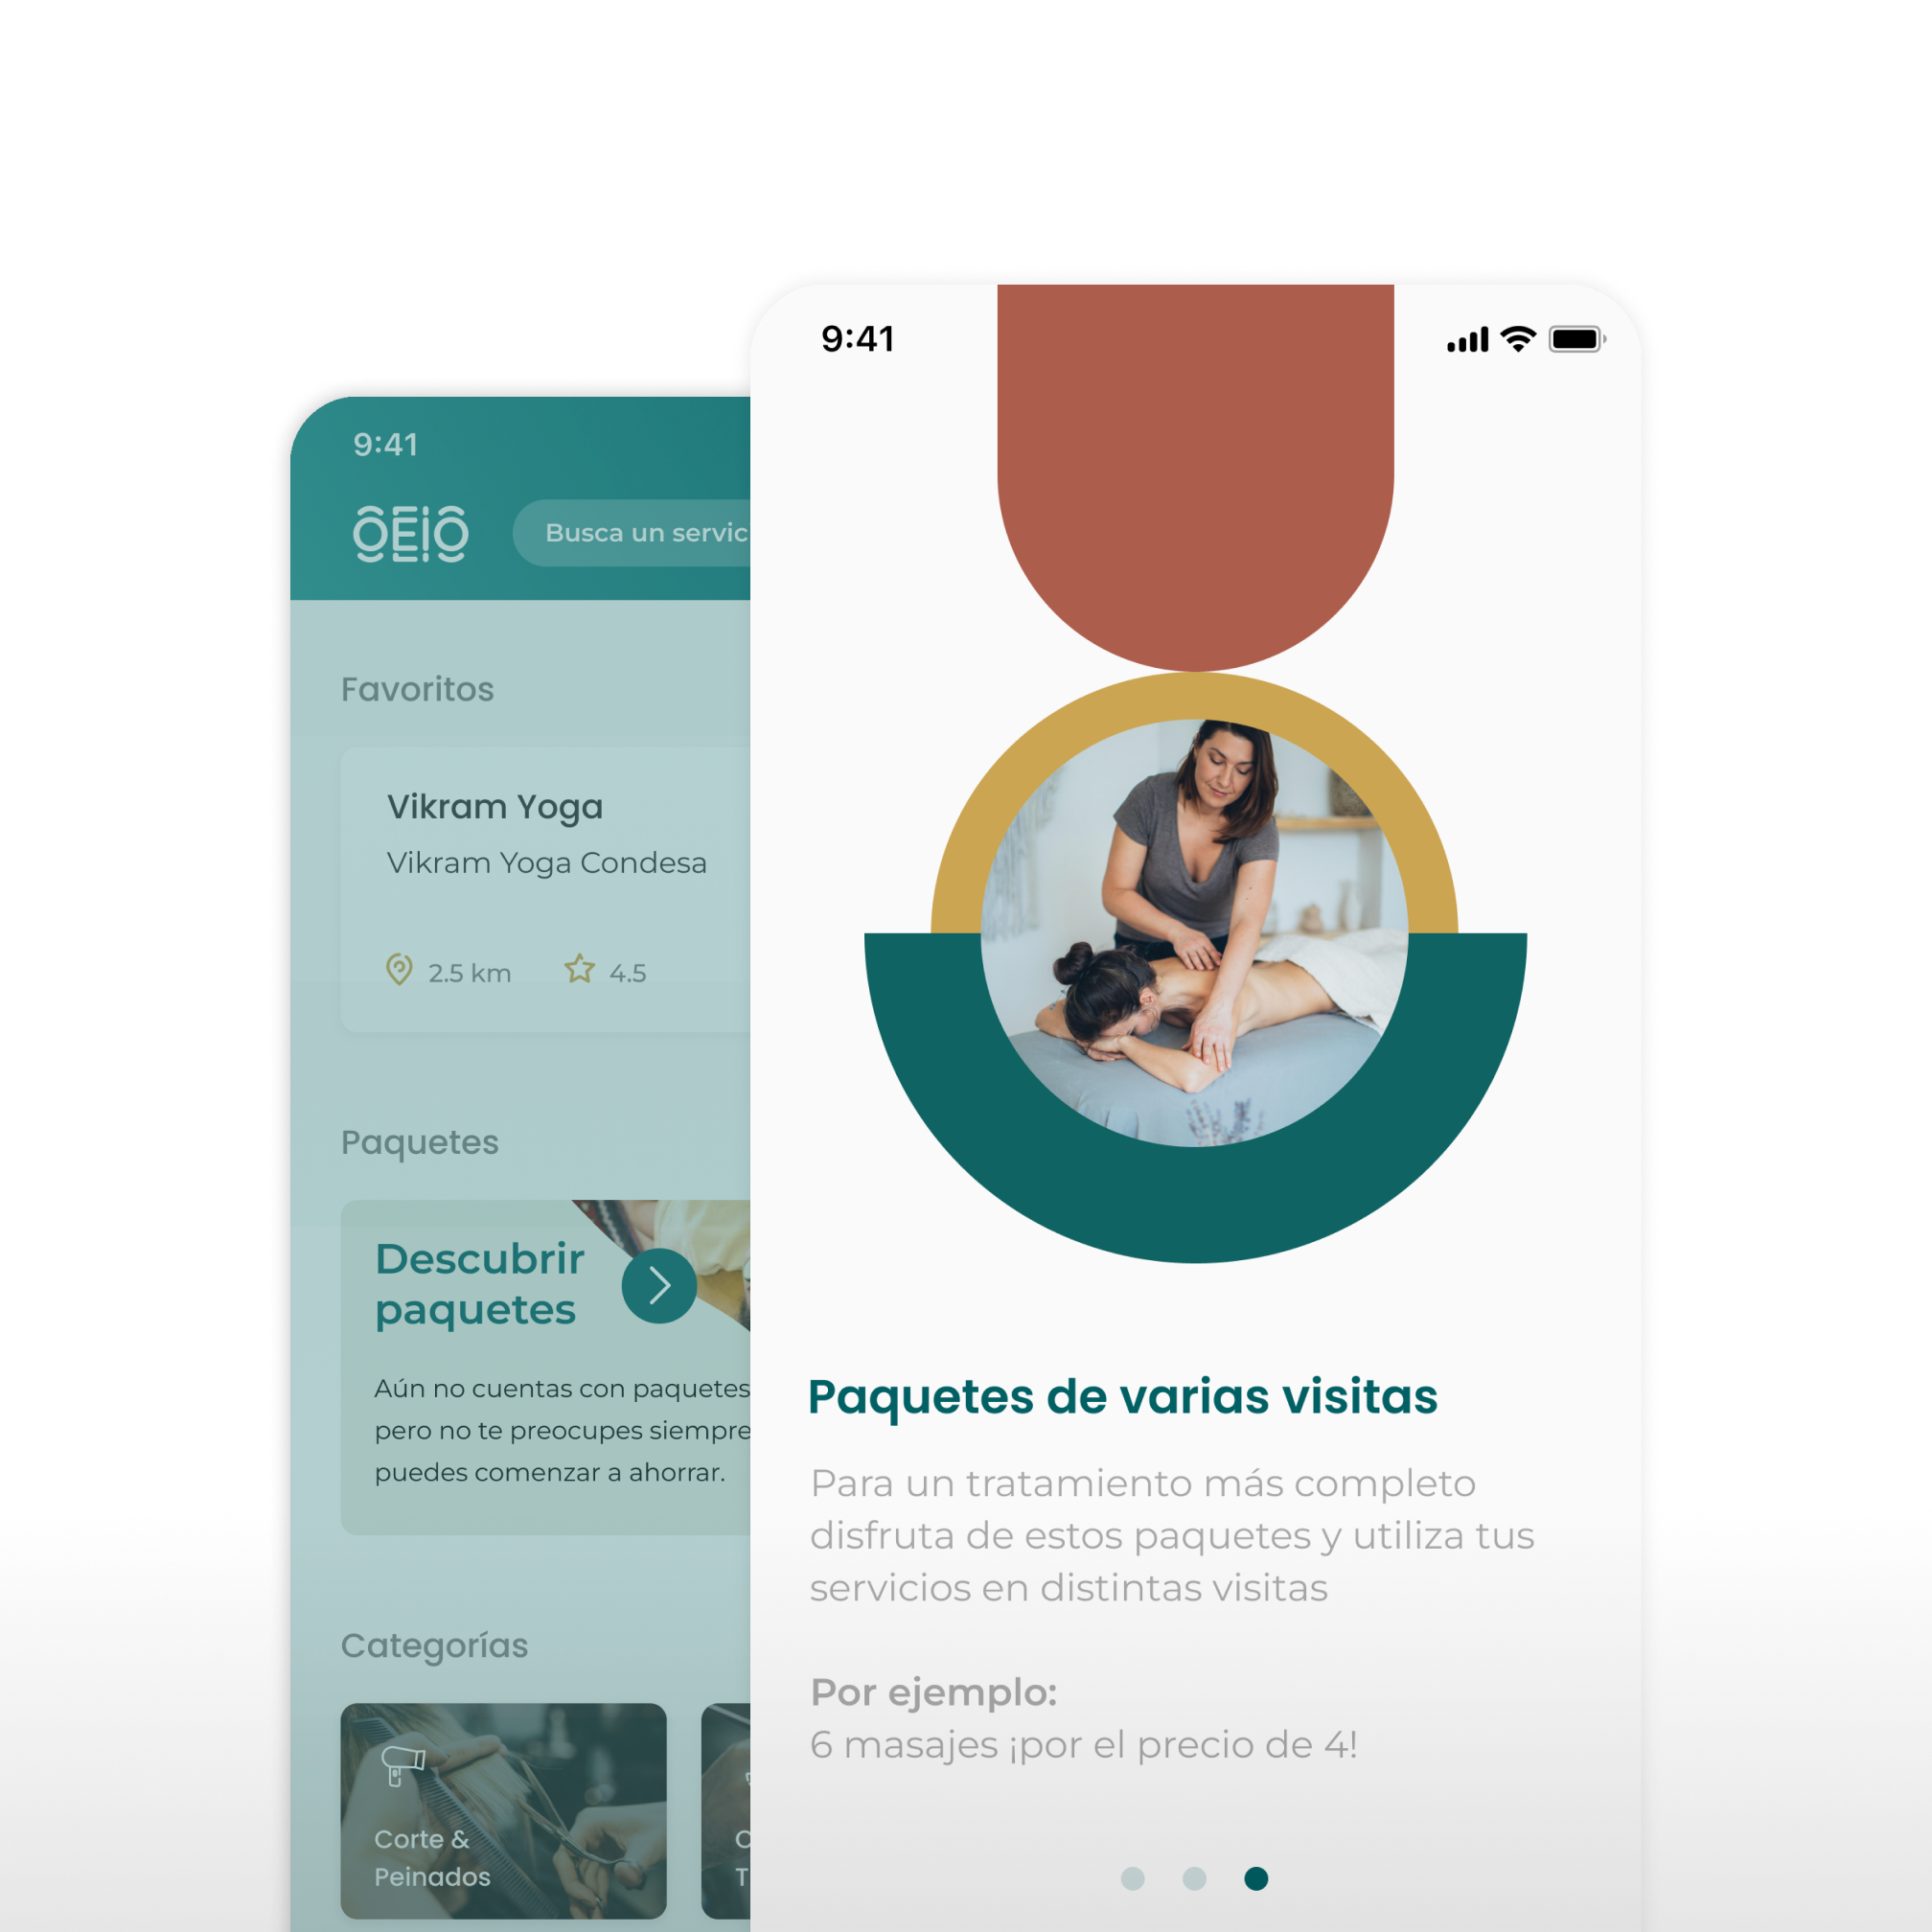 9:41
OEIO
Busca un servic
Favoritos
Vikram Yoga
Vikram Yoga Condesa
2.5 km
4.5
Paquetes
Descubrir
paquetes
Aún no cuentas con paquetes
pero no te preocupes siempre
puedes comenzar a ahorrar.
Categorías
Corte &
Peinados
9:41
Paquetes de varias visitas
Para un tratamiento más completo
disfruta de estos paquetes y utiliza tus
servicios en distintas visitas
Por ejemplo:
6 masajes ¡por el precio de 4!